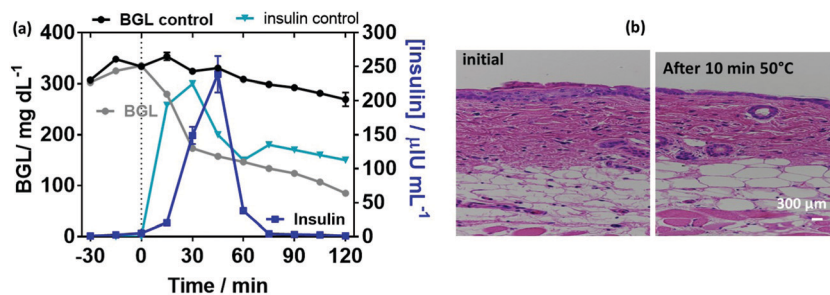 (a)
BGL control
insulin control
400
300
200
100
0
BGL/ mg dL⁻¹
BGL
Insulin
300
250
200
150
100
50
0
[insulin] / µIU mL⁻¹
-30 0 30 60 90 120
Time / min
(b)
initial
After 10 min 50°C
300 µm